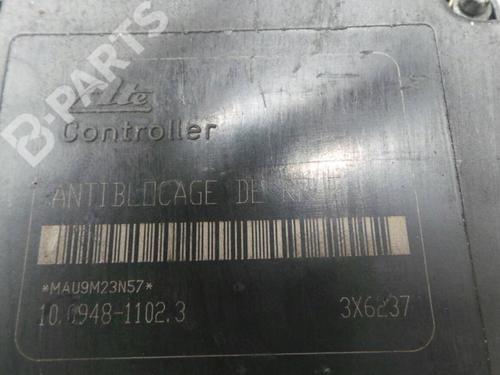 B-PARTS
Ate
Controller
ANTIBLOCAGE DE
*MAU9M23N57*
10.0948-1102.3 3X6237